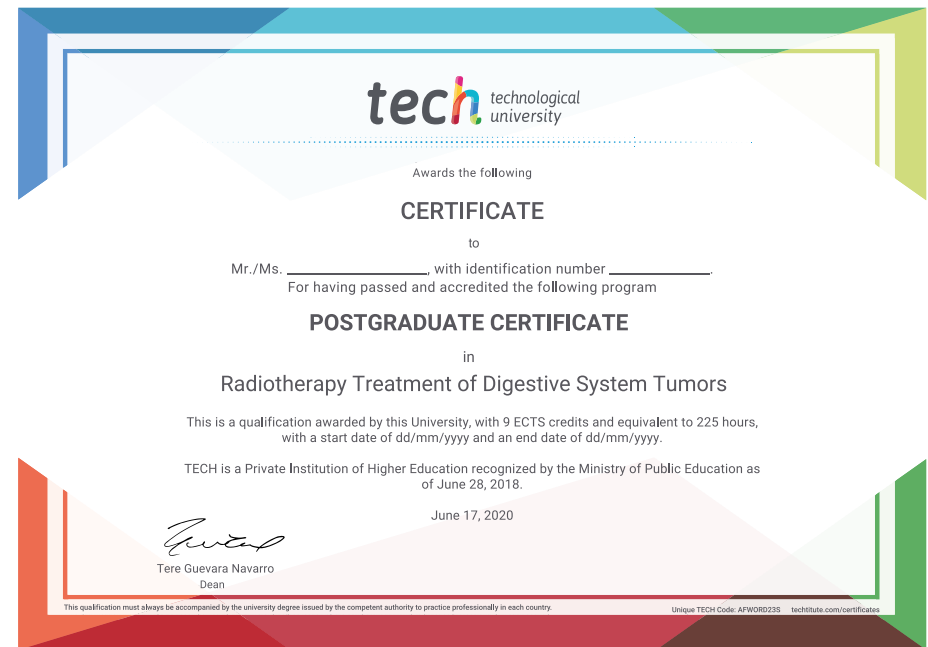 tech technological
university
Awards the following
CERTIFICATE
to
Mr./Ms. ____________, with identification number ____________.
For having passed and accredited the following program
POSTGRADUATE CERTIFICATE
in
Radiotherapy Treatment of Digestive System Tumors
This is a qualification awarded by this University, with 9 ECTS credits and equivalent to 225 hours,
with a start date of dd/mm/yyyy and an end date of dd/mm/yyyy.
TECH is a Private Institution of Higher Education recognized by the Ministry of Public Education as
of June 28, 2018.
June 17, 2020
Tere Guevara Navarro
Dean
This qualification must always be accompanied by the university degree issued by the competent authority to practice professionally in each country.
Unique TECH Code: AFWORD23S techtitute.com/certificates